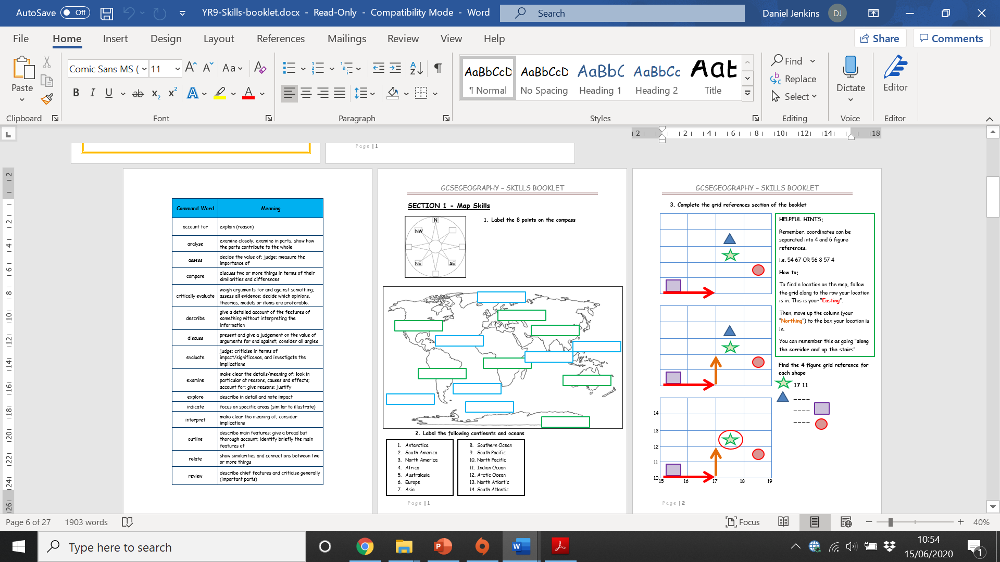 AutoSave Off YR9-Skills-booklet.docx - Read-Only - Compatibility Mode - Word Search Daniel Jenkins DJ
File Home Insert Design Layout References Mailings Review View Help Share Comments
Paste Comic Sans MS ( 11 Aa
AaBbCcD AaBbCcD AaBbC AaBbCc Aab
¶ Normal No Spacing Heading 1 Heading 2 Title
Find
Replace
Select
Dictate Editor
Clipboard Font Paragraph Styles Editing Voice Editor
2 2 4 6 8 10 12 14 18
Page | 1
Command Word Meaning
account for explain (reason)
analyse examine closely; examine in parts; show how
the parts contribute to the whole
assess decide the value of; judge; measure the
importance of
compare discuss two or more things in terms of their
similarities and differences
critically evaluate weigh arguments for and against something;
assess all evidence; decide which opinions,
theories, models or items are preferable.
describe give a detailed account of the features of
something without interpreting the
information
discuss present and give a judgement on the value of
arguments for and against; consider all angles
evaluate judge; criticise in terms of
impact/significance, and investigate the
implications
examine make clear the details/meaning of; look in
particular at reasons, causes and effects;
account for; give reasons; justify
explore describe in detail and note impact
indicate focus on specific areas (similar to illustrate)
interpret make clear the meaning of; consider
implications
outline describe main features; give a broad but
thorough account; identify briefly the main
features of
relate show similarities and connections between two
or more things
review describe chief features and criticise generally
(important parts)
GCSEGEOGRAPHY – SKILLS BOOKLET
SECTION 1 - Map Skills
1. Label the 8 points on the compass
N
NW
NE SE
2. Label the following continents and oceans
1. Antarctica
2. South America
3. North America
4. Africa
5. Australasia
6. Europe
7. Asia
8. Southern Ocean
9. South Pacific
10. North Pacific
11. Indian Ocean
12. Arctic Ocean
13. North Atlantic
14. South Atlantic
Page | 1
GCSEGEOGRAPHY – SKILLS BOOKLET
3. Complete the grid references section of the booklet
HELPFUL HINTS:
Remember, coordinates can be
separated into 4 and 6 figure
references.
i.e. 54 67 OR 56 8 57 4
How to:
To find a location on the map, follow
the grid along to the row your location
is in. This is your "Easting".
Then, move up the column (your
"Northing") to the box your location is
in.
You can remember this as going "along
the corridor and up the stairs"
Find the 4 figure grid reference for
each shape
17 11
_ _ _ _
_ _ _ _
_ _ _ _
14
13
12
11
10
15 16 17 18 19
Page | 2
Page 6 of 27 1903 words Focus 40%
Type here to search
10:54
15/06/2020
1